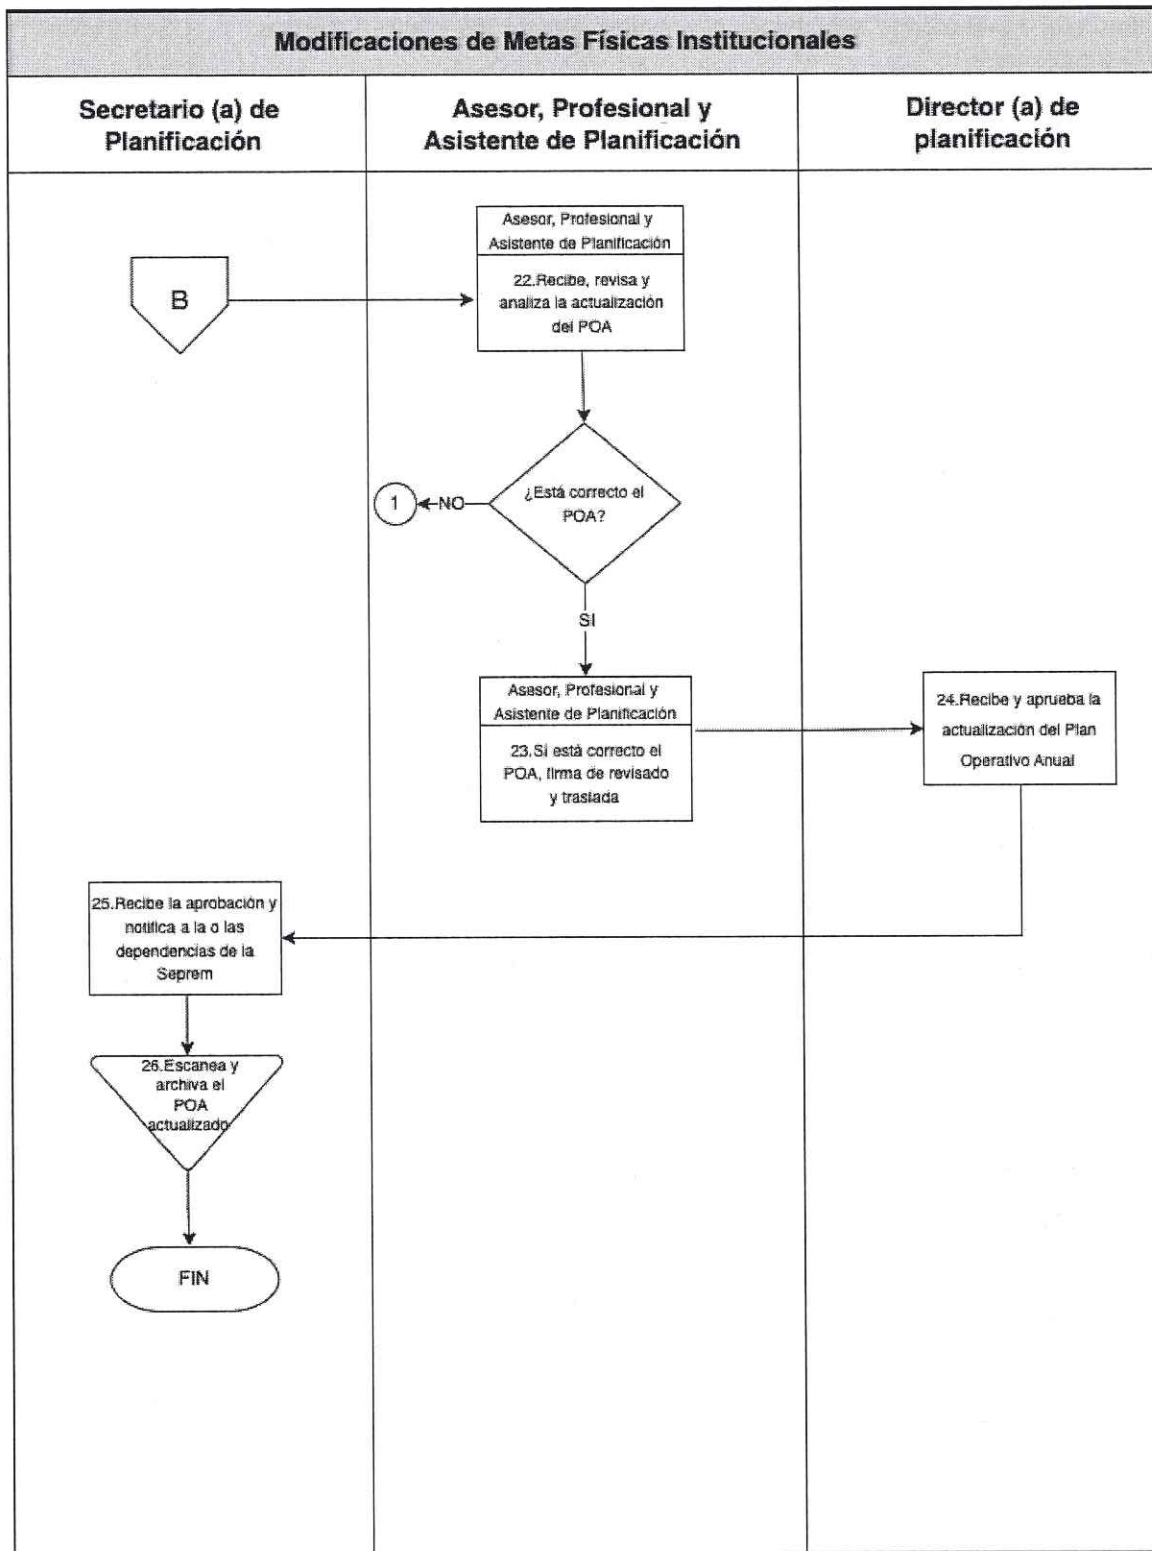 Modificaciones de Metas Físicas Institucionales
Secretario (a) de
Planificación
Asesor, Profesional y
Asistente de Planificación
Director (a) de
planificación
B
Asesor, Profesional y
Asistente de Planificación
22.Recibe, revisa y
analiza la actualización
del POA
¿Está correcto el
POA?
NO
1
SI
Asesor, Profesional y
Asistente de Planificación
23.Si está correcto el
POA, firma de revisado
y traslada
24.Recibe y aprueba la
actualización del Plan
Operativo Anual
25.Recibe la aprobación y
notifica a la o las
dependencias de la
Seprem
26.Escanea y
archiva el
POA
actualizado
FIN